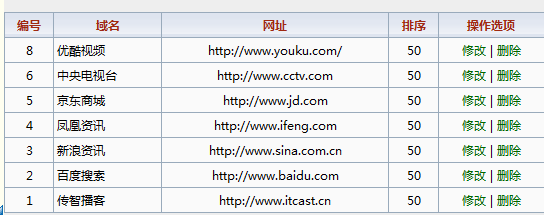 编号 域名 网址 排序 操作选项
8 优酷视频 http://www.youku.com/ 50 修改 | 删除
6 中央电视台 http://www.cctv.com 50 修改 | 删除
5 京东商城 http://www.jd.com 50 修改 | 删除
4 凤凰资讯 http://www.ifeng.com 50 修改 | 删除
3 新浪资讯 http://www.sina.com.cn 50 修改 | 删除
2 百度搜素 http://www.baidu.com 50 修改 | 删除
1 传智播客 http://www.itcast.cn 50 修改 | 删除